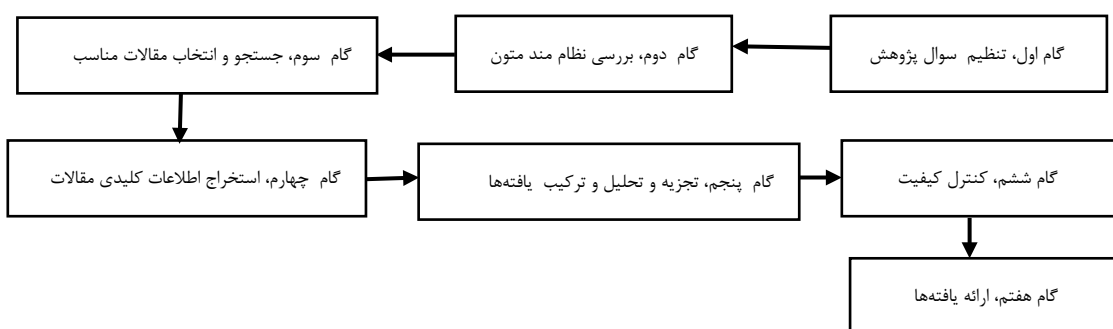 گام اول، تنظیم سوال پژوهش
گام دوم، بررسی نظام مند متون
گام سوم، جستجو و انتخاب مقالات مناسب
گام چهارم، استخراج اطلاعات کلیدی مقالات
گام پنجم، تجزیه و تحلیل و ترکیب یافته‌ها
گام ششم، کنترل کیفیت
گام هفتم، ارائه یافته‌ها